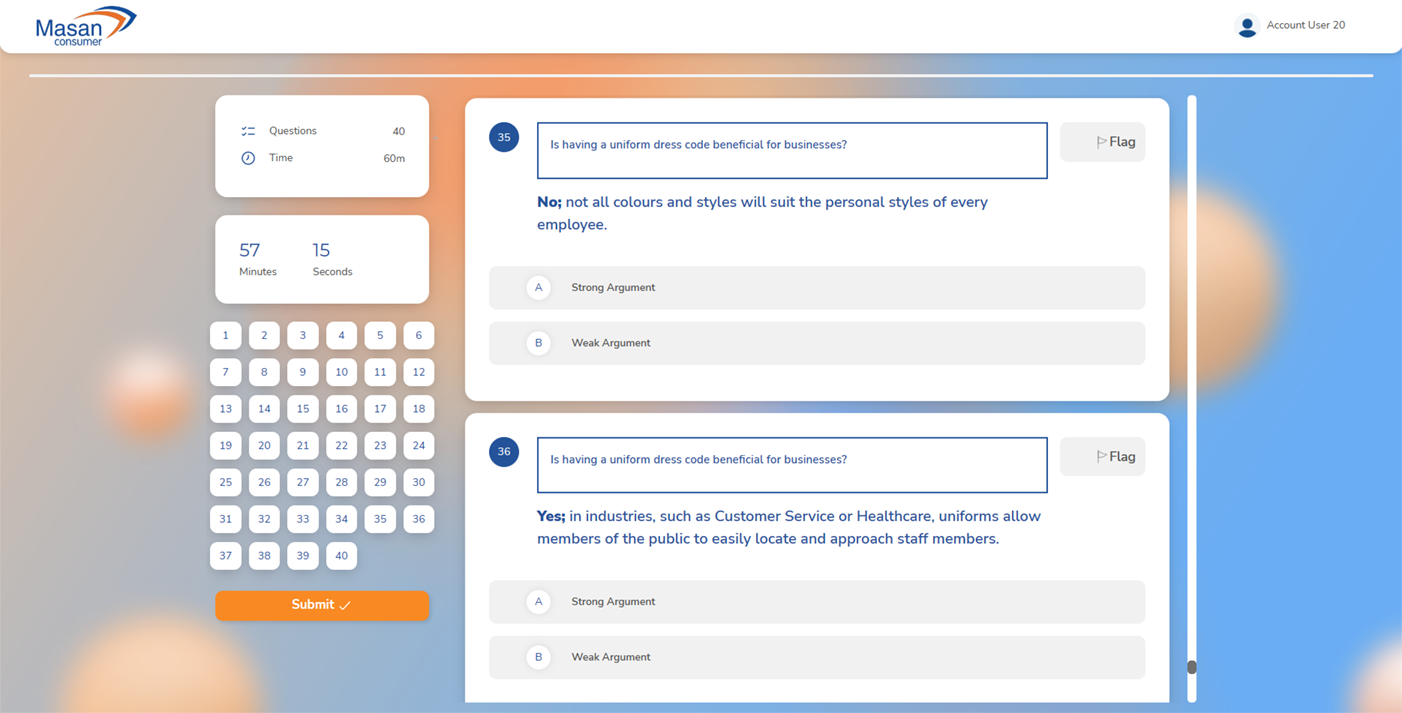 Masan
consumer
Account User 20
Questions 40
Time 60m
57 15
Minutes Seconds
1 2 3 4 5 6
7 8 9 10 11 12
13 14 15 16 17 18
19 20 21 22 23 24
25 26 27 28 29 30
31 32 33 34 35 36
37 38 39 40
Submit
35
Is having a uniform dress code beneficial for businesses?
Flag
No; not all colours and styles will suit the personal styles of every
employee.
A Strong Argument
B Weak Argument
36
Is having a uniform dress code beneficial for businesses?
Flag
Yes; in industries, such as Customer Service or Healthcare, uniforms allow
members of the public to easily locate and approach staff members.
A Strong Argument
B Weak Argument